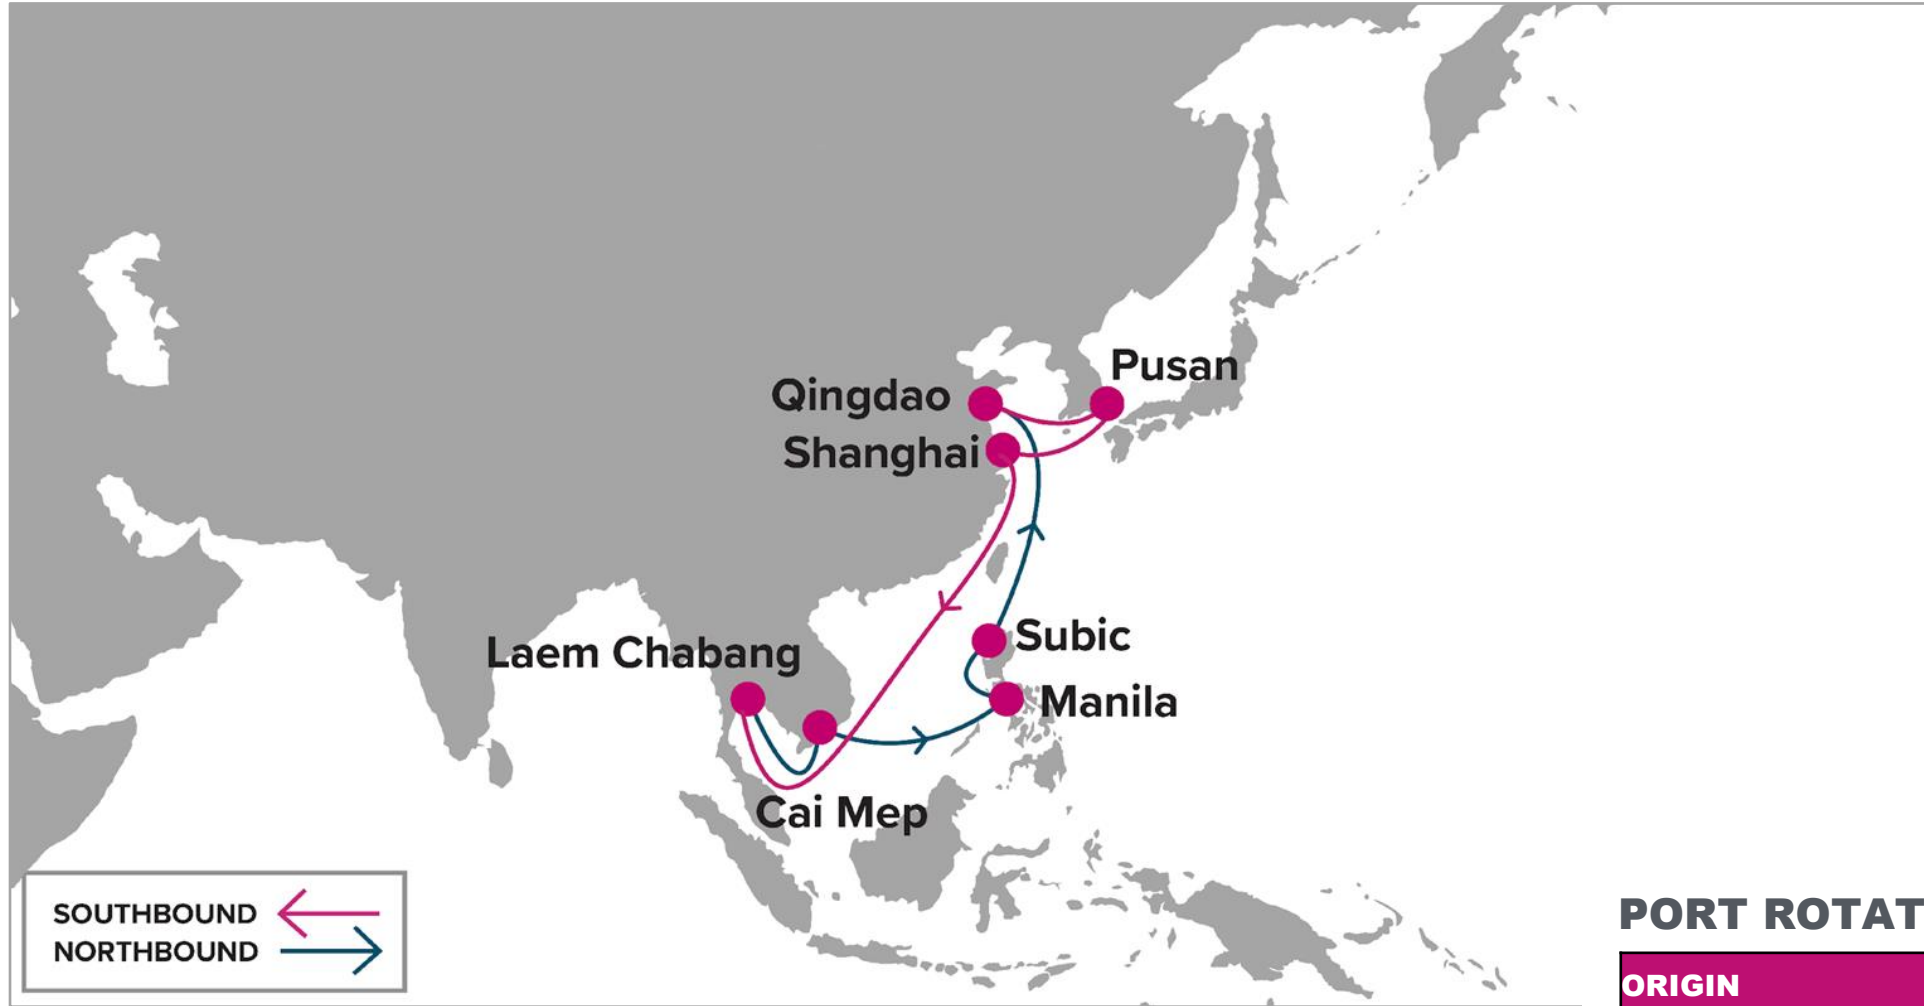 Pusan
Qingdao
Shanghai
Subic
Laem Chabang
Manila
Cai Mep
SOUTHBOUND
NORTHBOUND
PORT ROTAT
ORIGIN